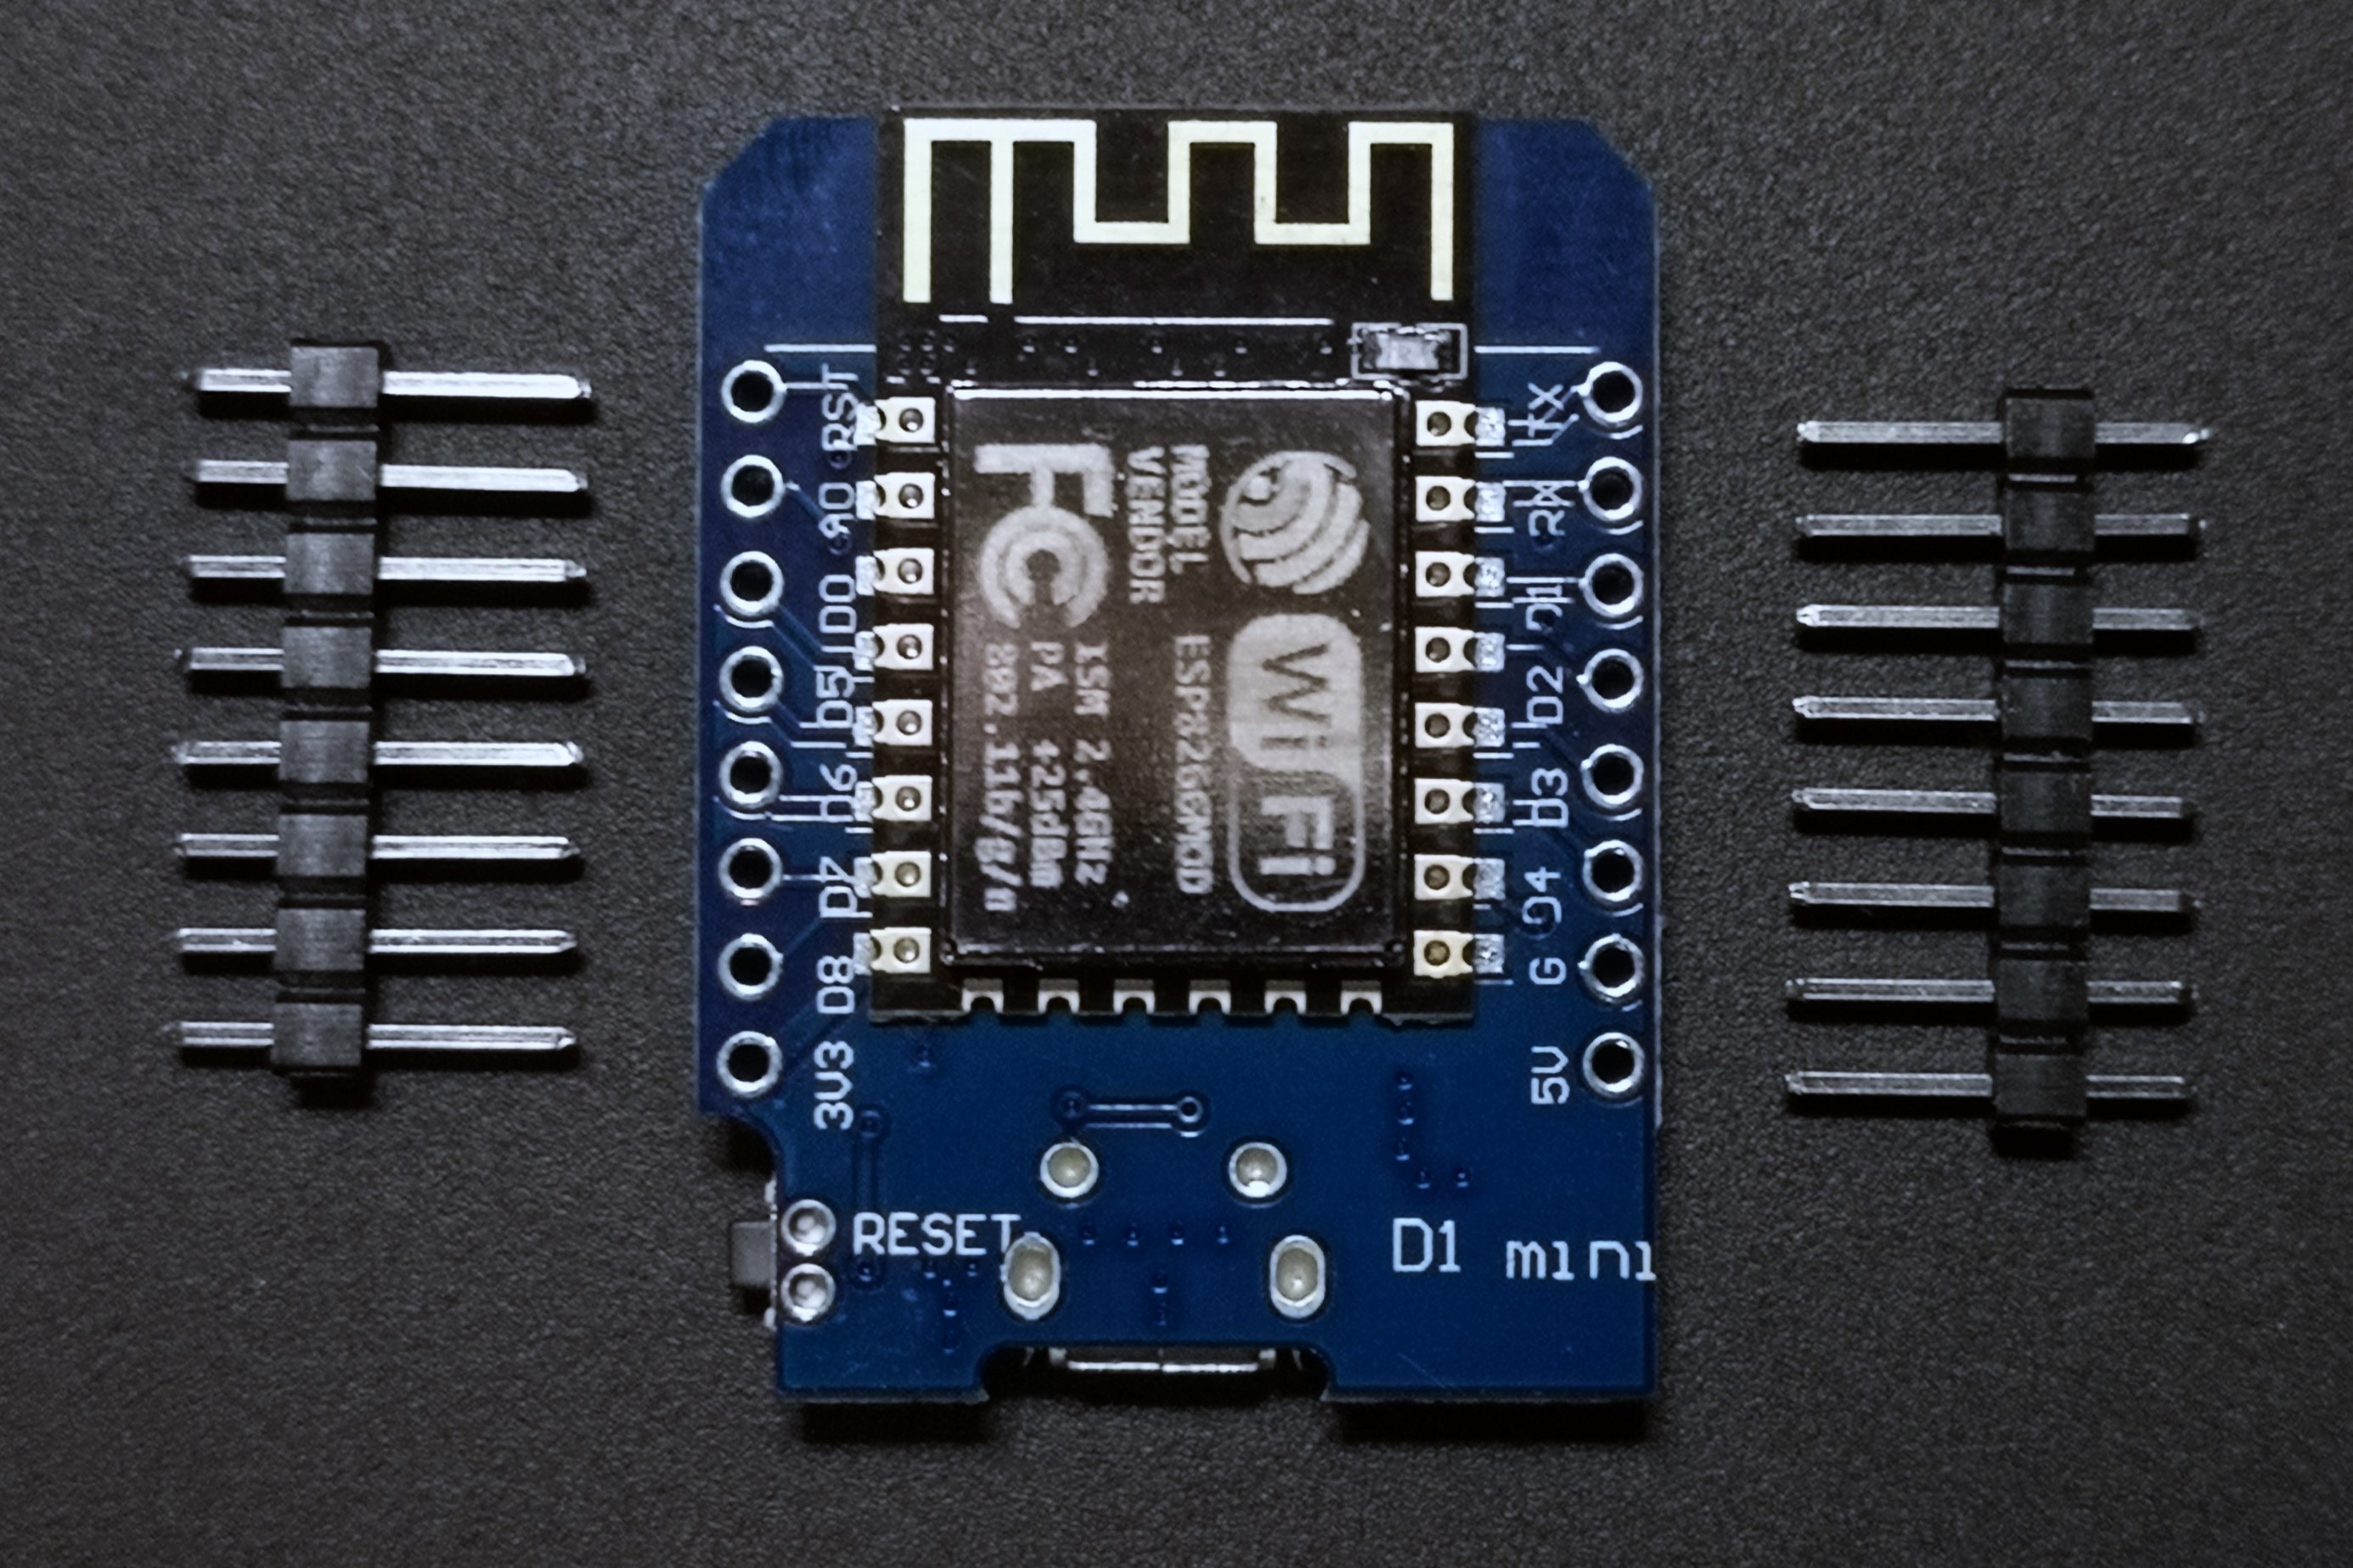 RST
A0
D0
D5
D6
D7
D8
3V3
TX
RX
D1
D2
D3
D4
G
5V
MODEL
VENDOR
ESP8266MOD
WiFi
FC
ISM 2.4GHz
PA +25dBm
802.11b/g/n
RESET
D1 mini